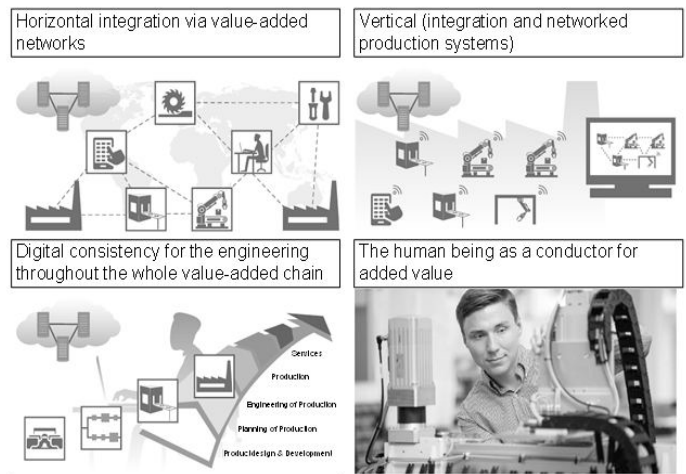 Horizontal integration via value-added
networks
Vertical (integration and networked
production systems)
Digital consistency for the engineering
throughout the whole value-added chain
The human being as a conductor for
added value
Services
Production
Engineering of Production
Planning of Production
Productdesign & Development